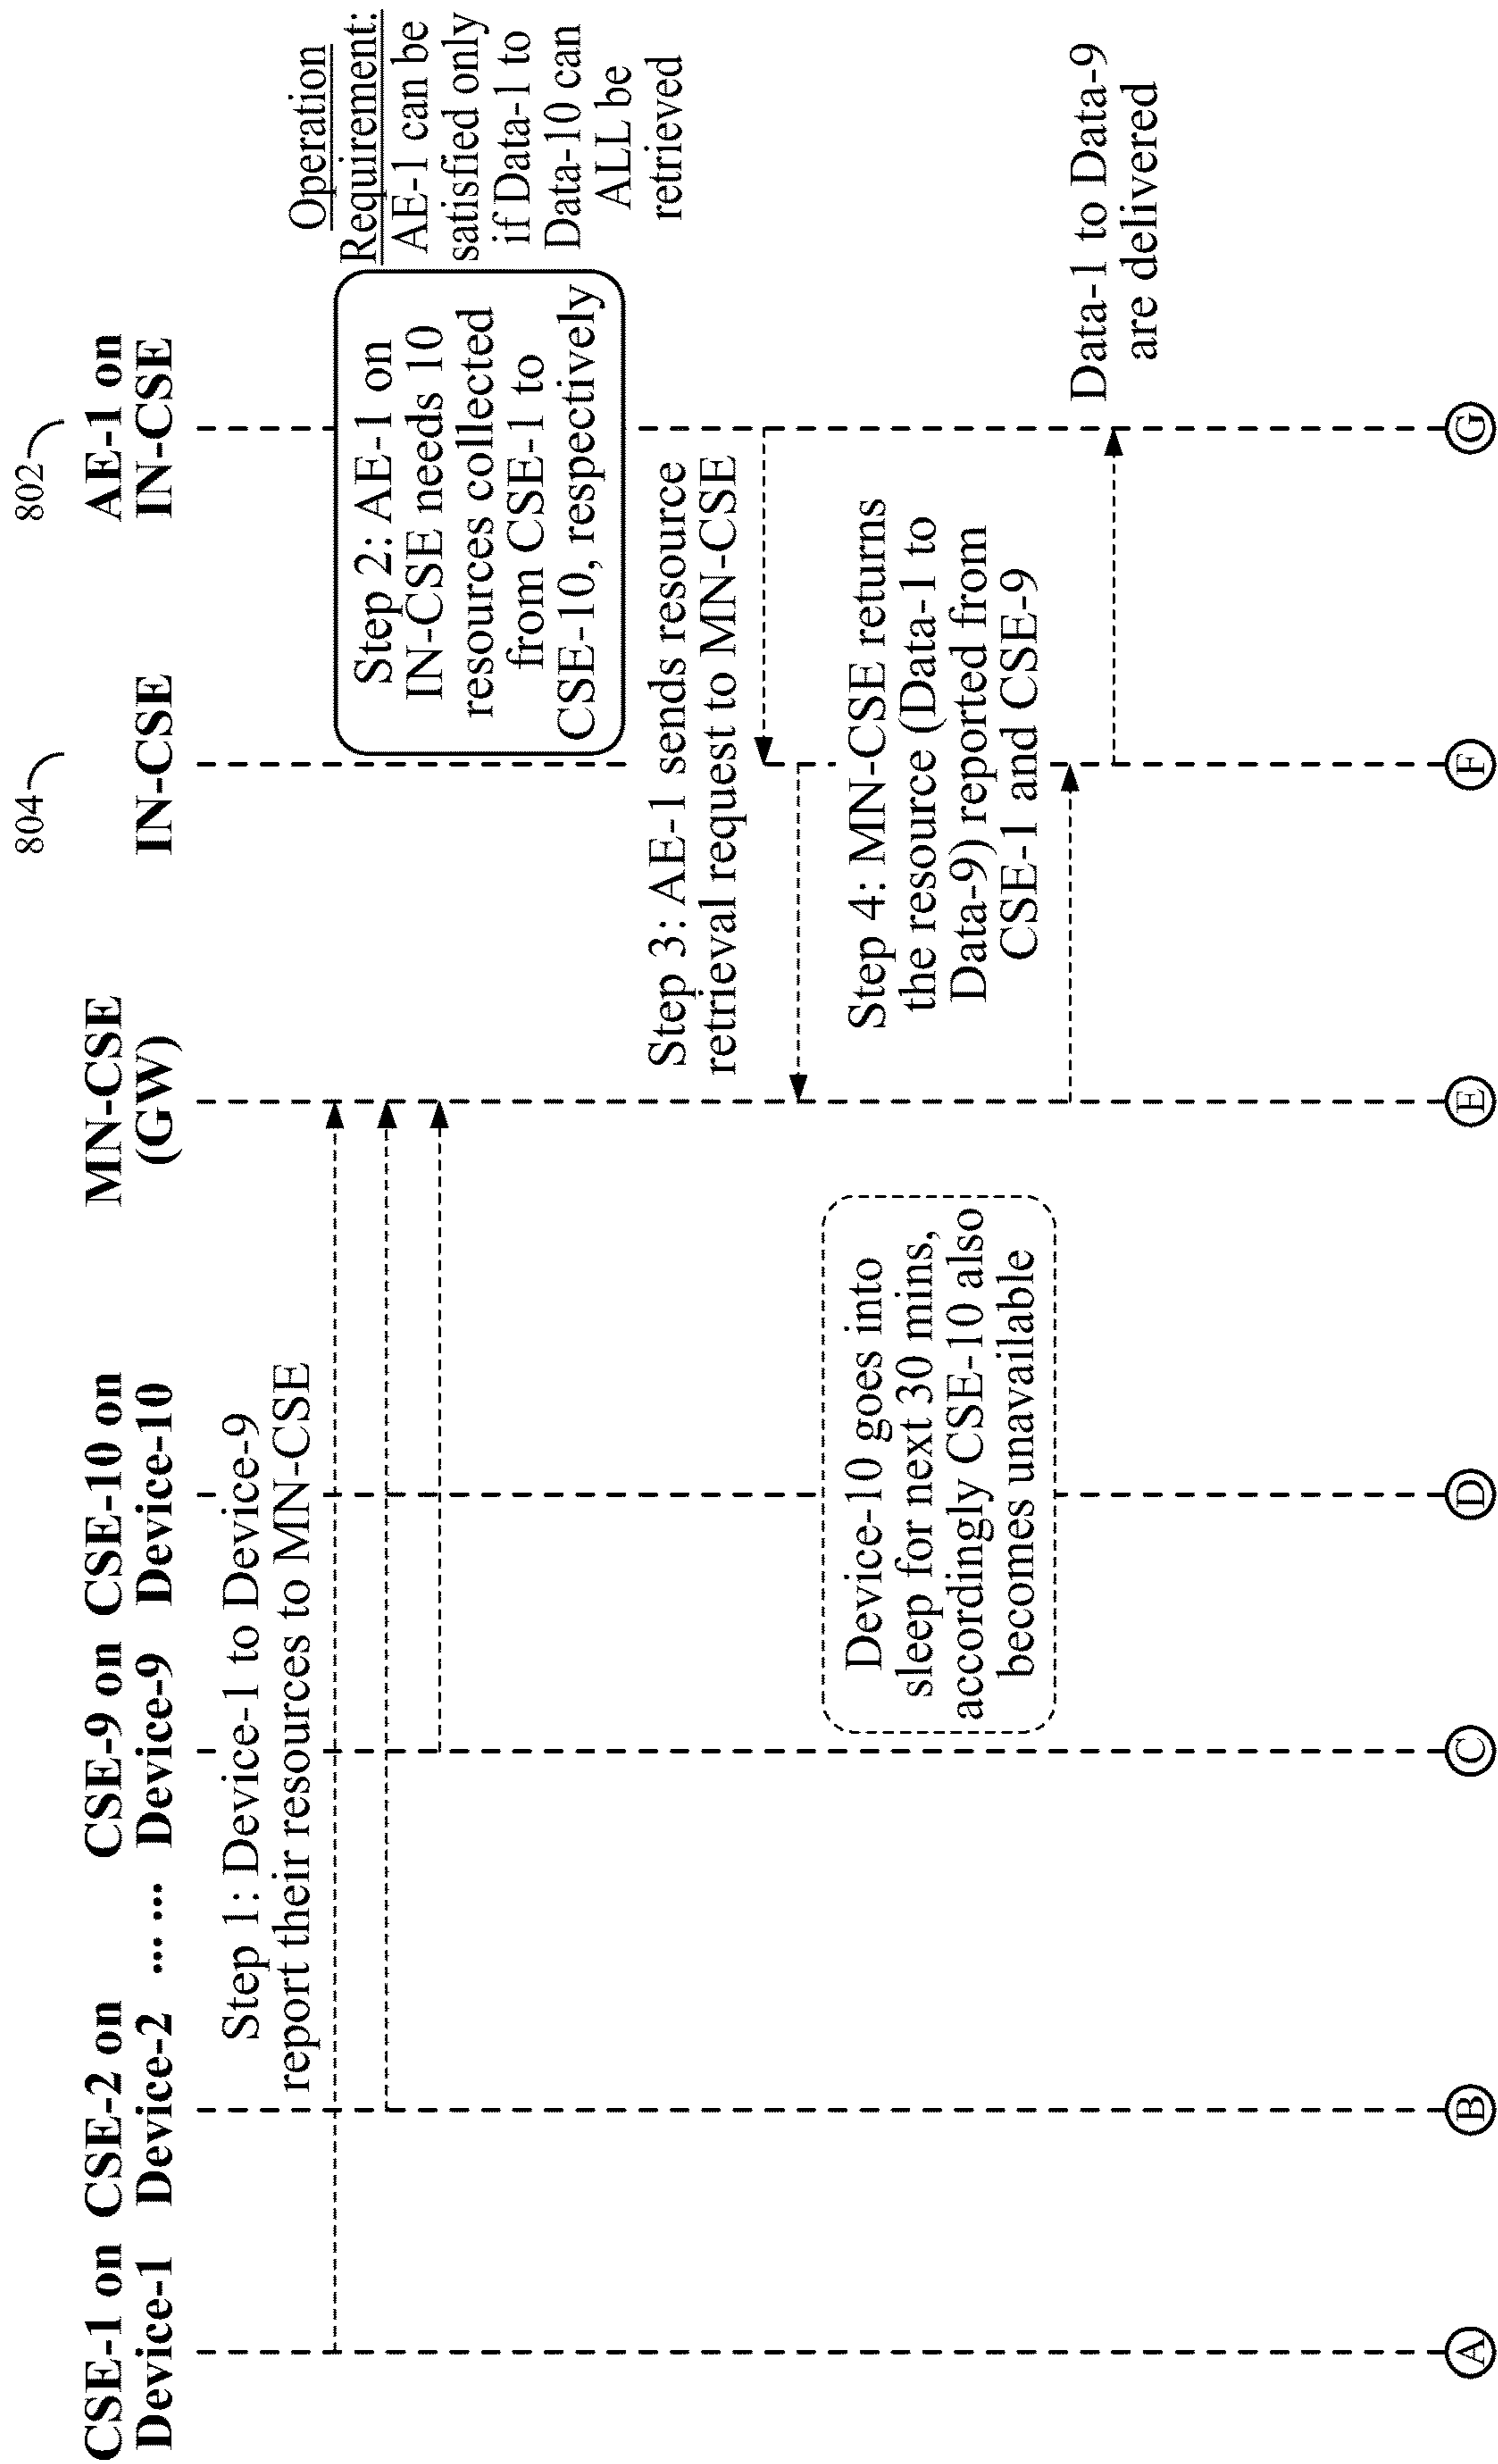 802
AE-1 on
IN-CSE
804
IN-CSE
MN-CSE
(GW)
CSE-10 on
Device-10
CSE-9 on
Device-9
... ...
CSE-2 on
Device-2
CSE-1 on
Device-1
Step 1: Device-1 to Device-9
report their resources to MN-CSE
Step 2: AE-1 on
IN-CSE needs 10
resources collected
from CSE-1 to
CSE-10, respectively
Operation
Requirement:
AE-1 can be
satisfied only
if Data-1 to
Data-10 can
ALL be
retrieved
Step 3: AE-1 sends resource
retrieval request to MN-CSE
Device-10 goes into
sleep for next 30 mins,
accordingly CSE-10 also
becomes unavailable
Step 4: MN-CSE returns
the resource (Data-1 to
Data-9) reported from
CSE-1 and CSE-9
Data-1 to Data-9
are delivered
A
B
C
D
E
F
G